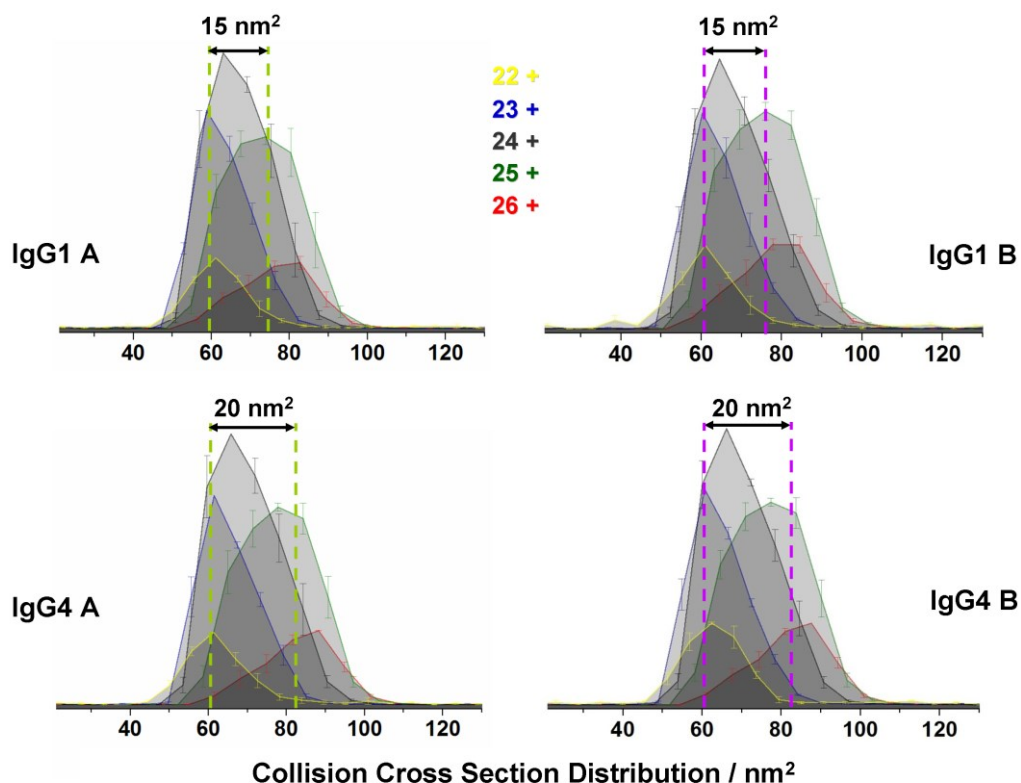 15 nm²
15 nm²
22 +
23 +
24 +
25 +
26 +
IgG1 A
IgG1 B
40 60 80 100 120
40 60 80 100 120
20 nm²
20 nm²
IgG4 A
IgG4 B
40 60 80 100 120
40 60 80 100 120
Collision Cross Section Distribution / nm²